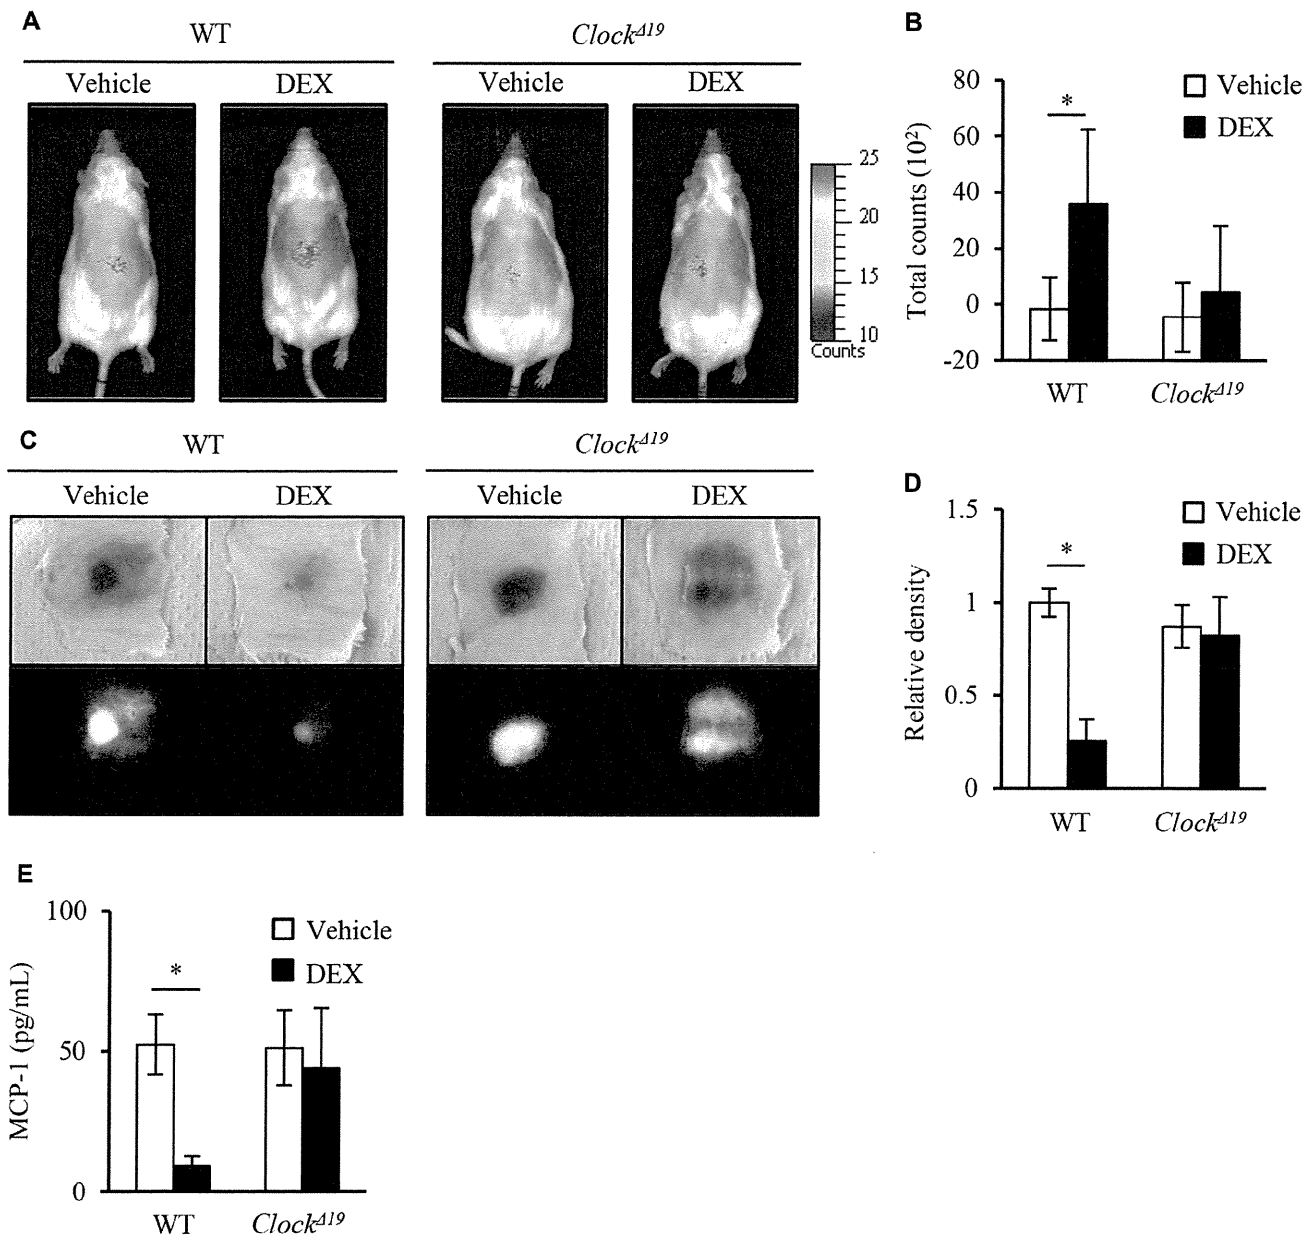 A
WT
Clock^Δ19
Vehicle
DEX
Vehicle
DEX
25
20
15
10
Counts
B
80
60
40
20
0
-20
Total counts (10²)
*
Vehicle
DEX
WT
Clock^Δ19
C
WT
Clock^Δ19
Vehicle
DEX
Vehicle
DEX
D
1.5
1
0.5
0
Relative density
*
Vehicle
DEX
WT
Clock^Δ19
E
100
50
0
MCP-1 (pg/mL)
*
Vehicle
DEX
WT
Clock^Δ19